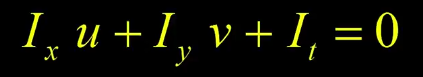 I_x u + I_y v + I_t = 0